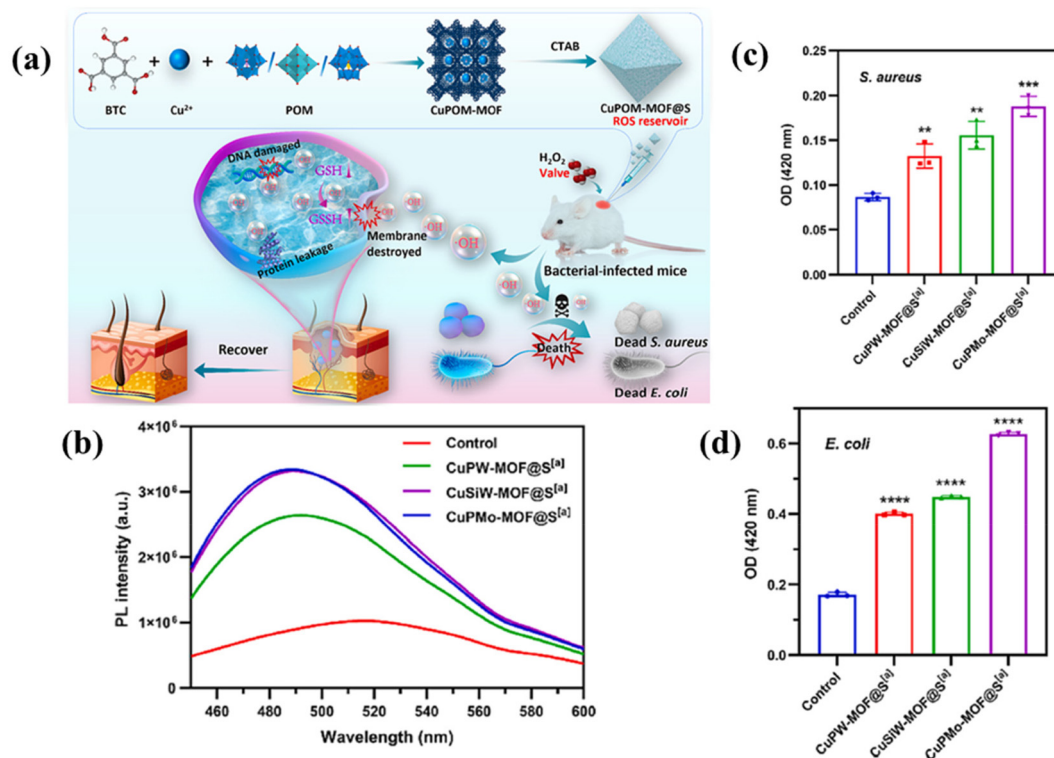 (a)
BTC
+
Cu²⁺
+
POM
CuPOM-MOF
CTAB
CuPOM-MOF@S
ROS reservoir
DNA damaged
GSH
GSSH
Protein leakage
Membrane
destroyed
·OH
·OH
·OH
H₂O₂
Valve
Bacterial-infected mice
Death
Dead S. aureus
Dead E. coli
Recover
(b)
4×10⁶
3×10⁶
2×10⁶
1×10⁶
0
PL intensity (a.u.)
460 480 500 520 540 560 580 600
Wavelength (nm)
Control
CuPW-MOF@S[a]
CuSiW-MOF@S[a]
CuPMo-MOF@S[a]
(c)
S. aureus
0.25
0.20
0.15
0.10
0.05
0.00
OD (420 nm)
**
**
***
Control
CuPW-MOF@S[a]
CuSiW-MOF@S[a]
CuPMo-MOF@S[a]
(d)
E. coli
0.6
0.4
0.2
0.0
OD (420 nm)
****
****
****
Control
CuPW-MOF@S[a]
CuSiW-MOF@S[a]
CuPMo-MOF@S[a]